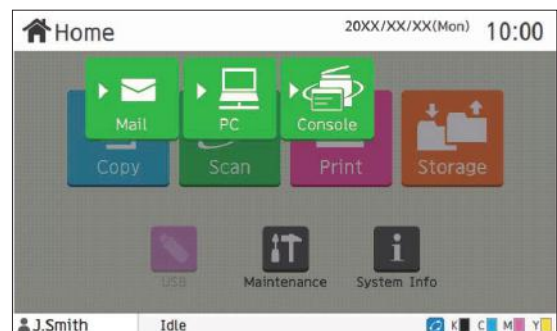 Home 20XX/XX/XX(Mon) 10:00
Mail PC Console
Copy Scan Print Storage
USB Maintenance System Info
J.Smith Idle K C M Y